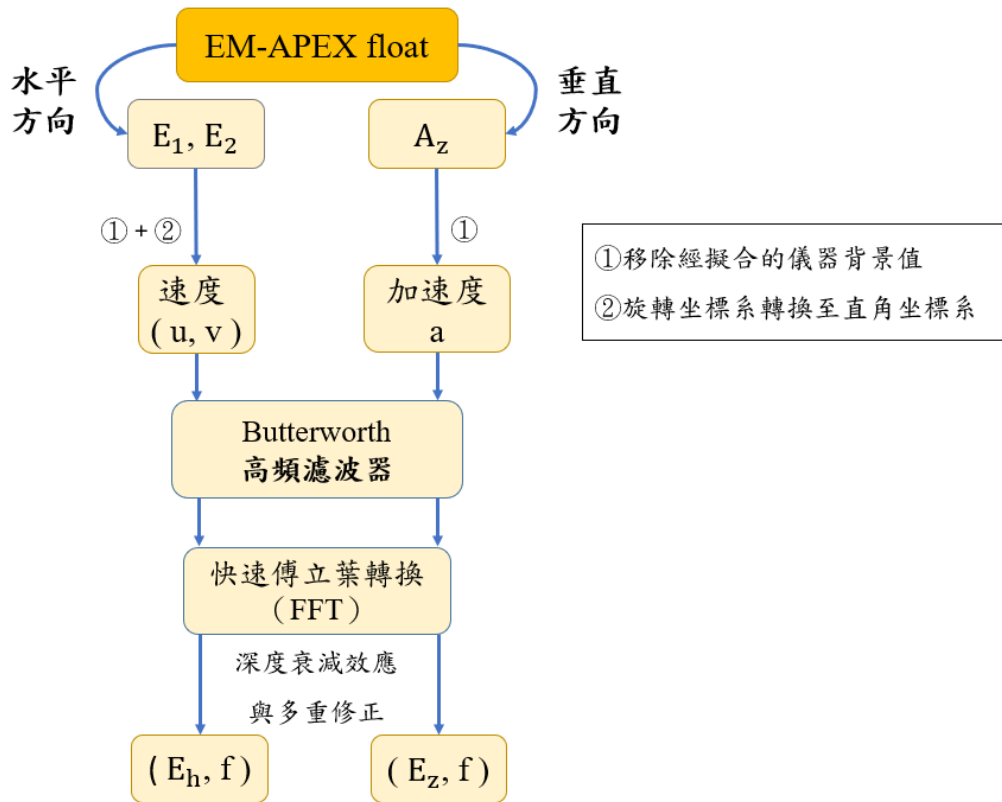 EM-APEX float
水平
方向
垂直
方向
E₁, E₂
A_z
① + ②
①
①移除經擬合的儀器背景值
②旋轉坐標系轉換至直角坐標系
速度
( u, v )
加速度
a
Butterworth
高頻濾波器
快速傅立葉轉換
（FFT）
深度衰減效應
與多重修正
( E_h, f )
( E_z, f )